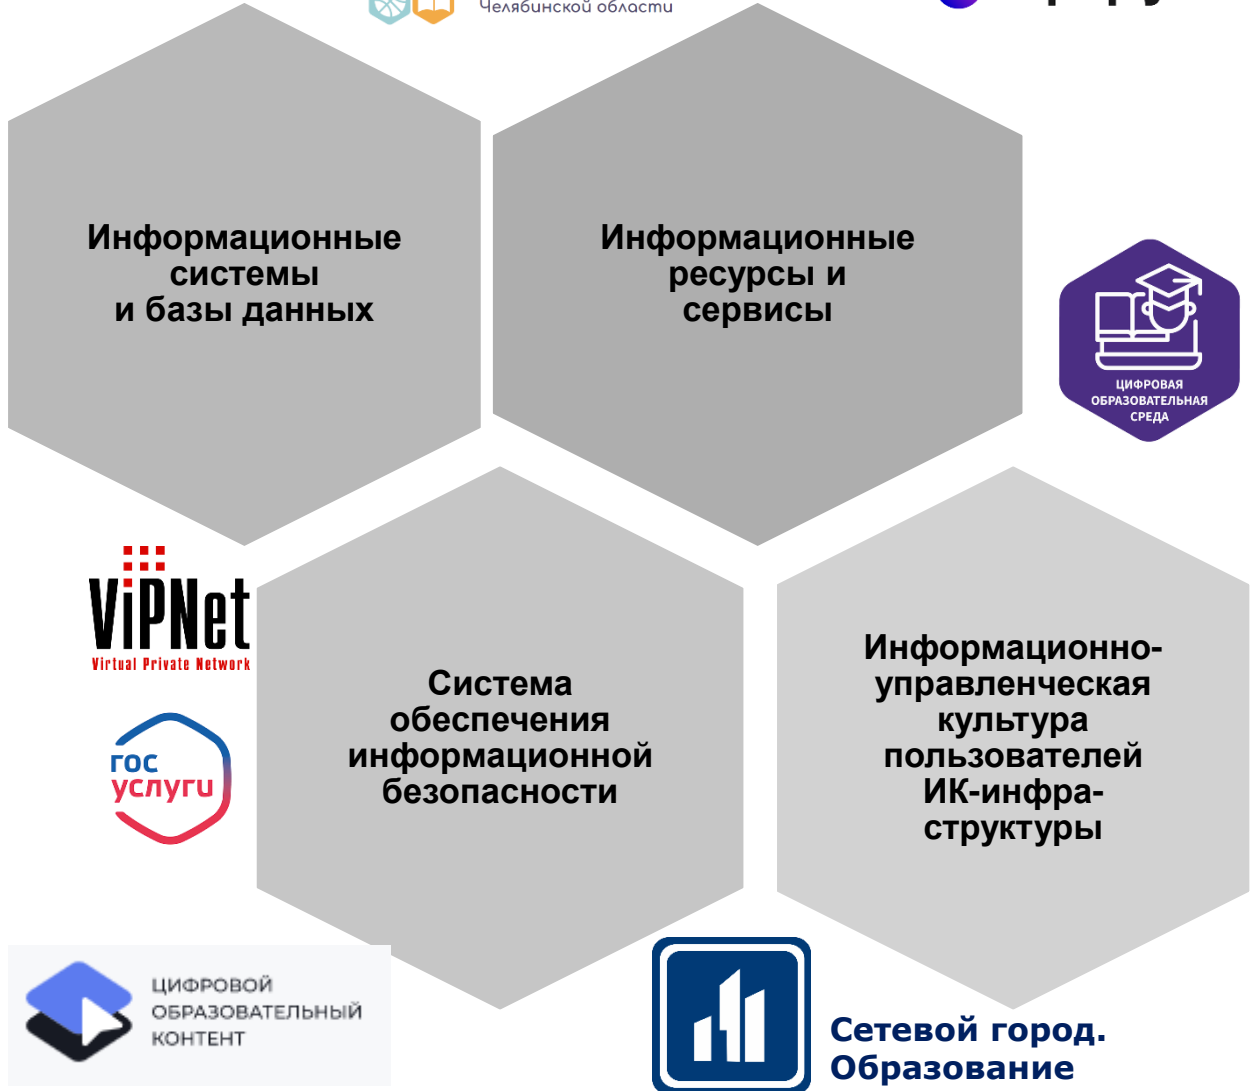 Челябинской области
Информационные
системы
и базы данных
Информационные
ресурсы и
сервисы
ЦИФРОВАЯ
ОБРАЗОВАТЕЛЬНАЯ
СРЕДА
ViPNet
Virtual Private Network
гос
услуги
Система
обеспечения
информационной
безопасности
Информационно-
управленческая
культура
пользователей
ИК-инфра-
структуры
ЦИФРОВОЙ
ОБРАЗОВАТЕЛЬНЫЙ
КОНТЕНТ
Сетевой город.
Образование